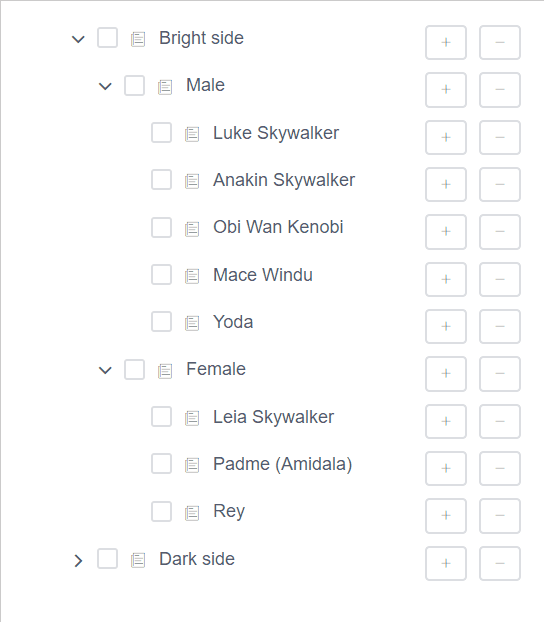 Bright side + −
Male + −
Luke Skywalker + −
Anakin Skywalker + −
Obi Wan Kenobi + −
Mace Windu + −
Yoda + −
Female + −
Leia Skywalker + −
Padme (Amidala) + −
Rey + −
Dark side + −